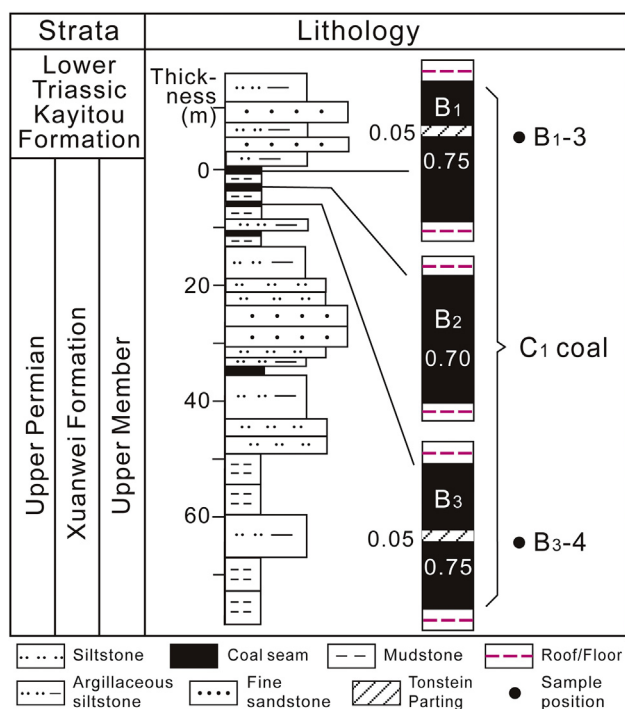 Strata
Lithology
Lower
Triassic
Kayitou
Formation
Thick-
ness
(m)
0
20
40
60
Upper Permian
Xuanwei Formation
Upper Member
B1
0.05
0.75
B1-3
B2
0.70
C1 coal
B3
0.05
0.75
B3-4
Siltstone
Coal seam
Mudstone
Roof/Floor
Argillaceous
siltstone
Fine
sandstone
Tonstein
Parting
Sample
position